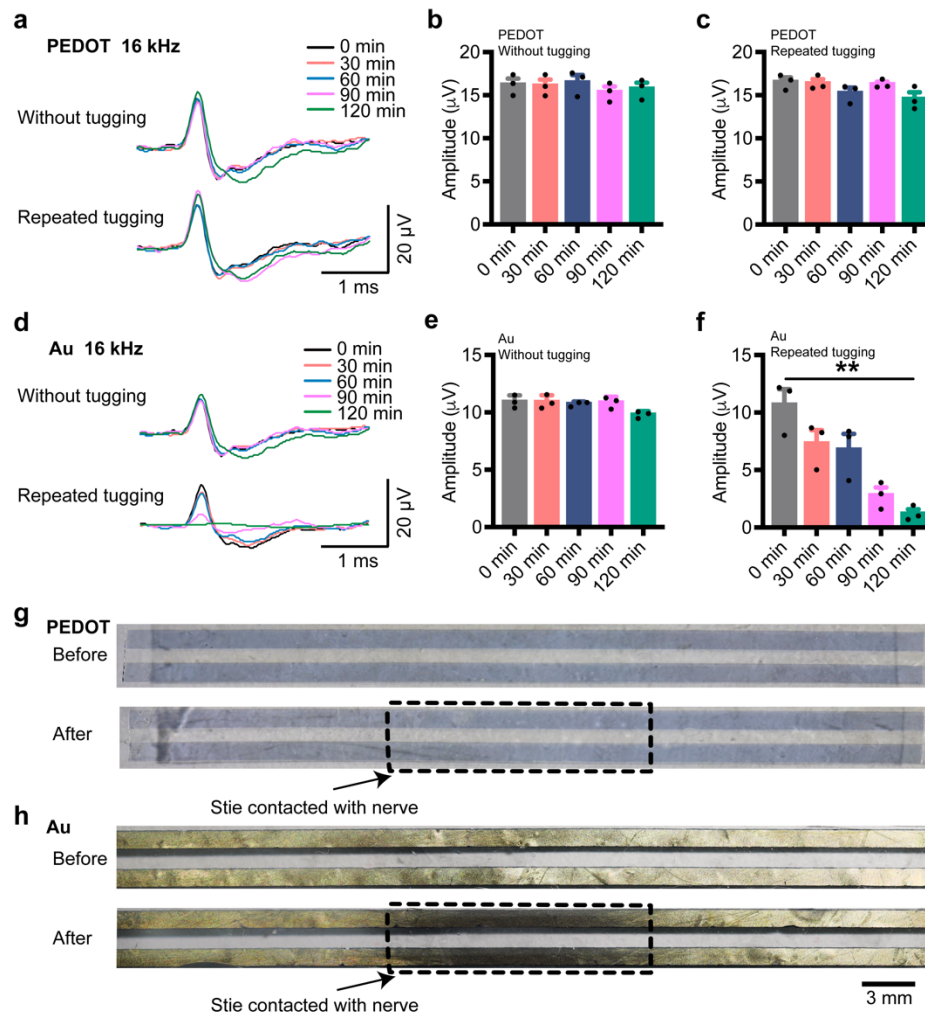 a
PEDOT 16 kHz
0 min
30 min
60 min
90 min
120 min
Without tugging
Repeated tugging
20 μV
1 ms
b
PEDOT
Without tugging
Amplitude (μV)
20
15
10
5
0
0 min
30 min
60 min
90 min
120 min
c
PEDOT
Repeated tugging
Amplitude (μV)
20
15
10
5
0
0 min
30 min
60 min
90 min
120 min
d
Au 16 kHz
0 min
30 min
60 min
90 min
120 min
Without tugging
Repeated tugging
20 μV
1 ms
e
Au
Without tugging
Amplitude (μV)
15
10
5
0
0 min
30 min
60 min
90 min
120 min
f
Au
Repeated tugging
**
Amplitude (μV)
15
10
5
0
0 min
30 min
60 min
90 min
120 min
g
PEDOT
Before
After
Stie contacted with nerve
h
Au
Before
After
Stie contacted with nerve
3 mm